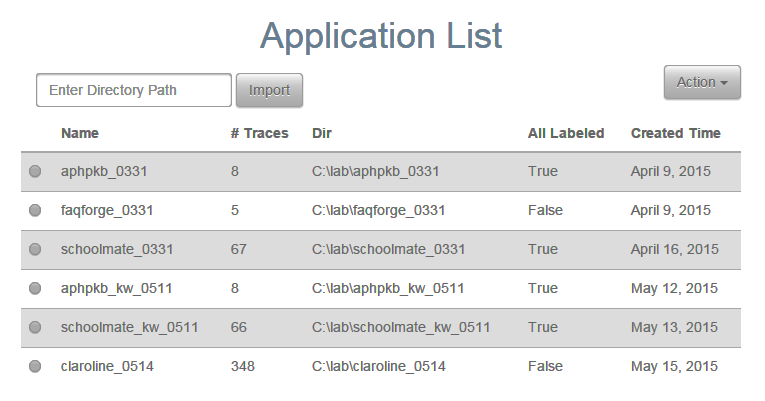 Application List
Enter Directory Path Import Action
Name # Traces Dir All Labeled Created Time
aphpkb_0331 8 C:\lab\aphpkb_0331 True April 9, 2015
faqforge_0331 5 C:\lab\faqforge_0331 False April 9, 2015
schoolmate_0331 67 C:\lab\schoolmate_0331 True April 16, 2015
aphpkb_kw_0511 8 C:\lab\aphpkb_kw_0511 True May 12, 2015
schoolmate_kw_0511 66 C:\lab\schoolmate_kw_0511 True May 13, 2015
claroline_0514 348 C:\lab\claroline_0514 False May 15, 2015